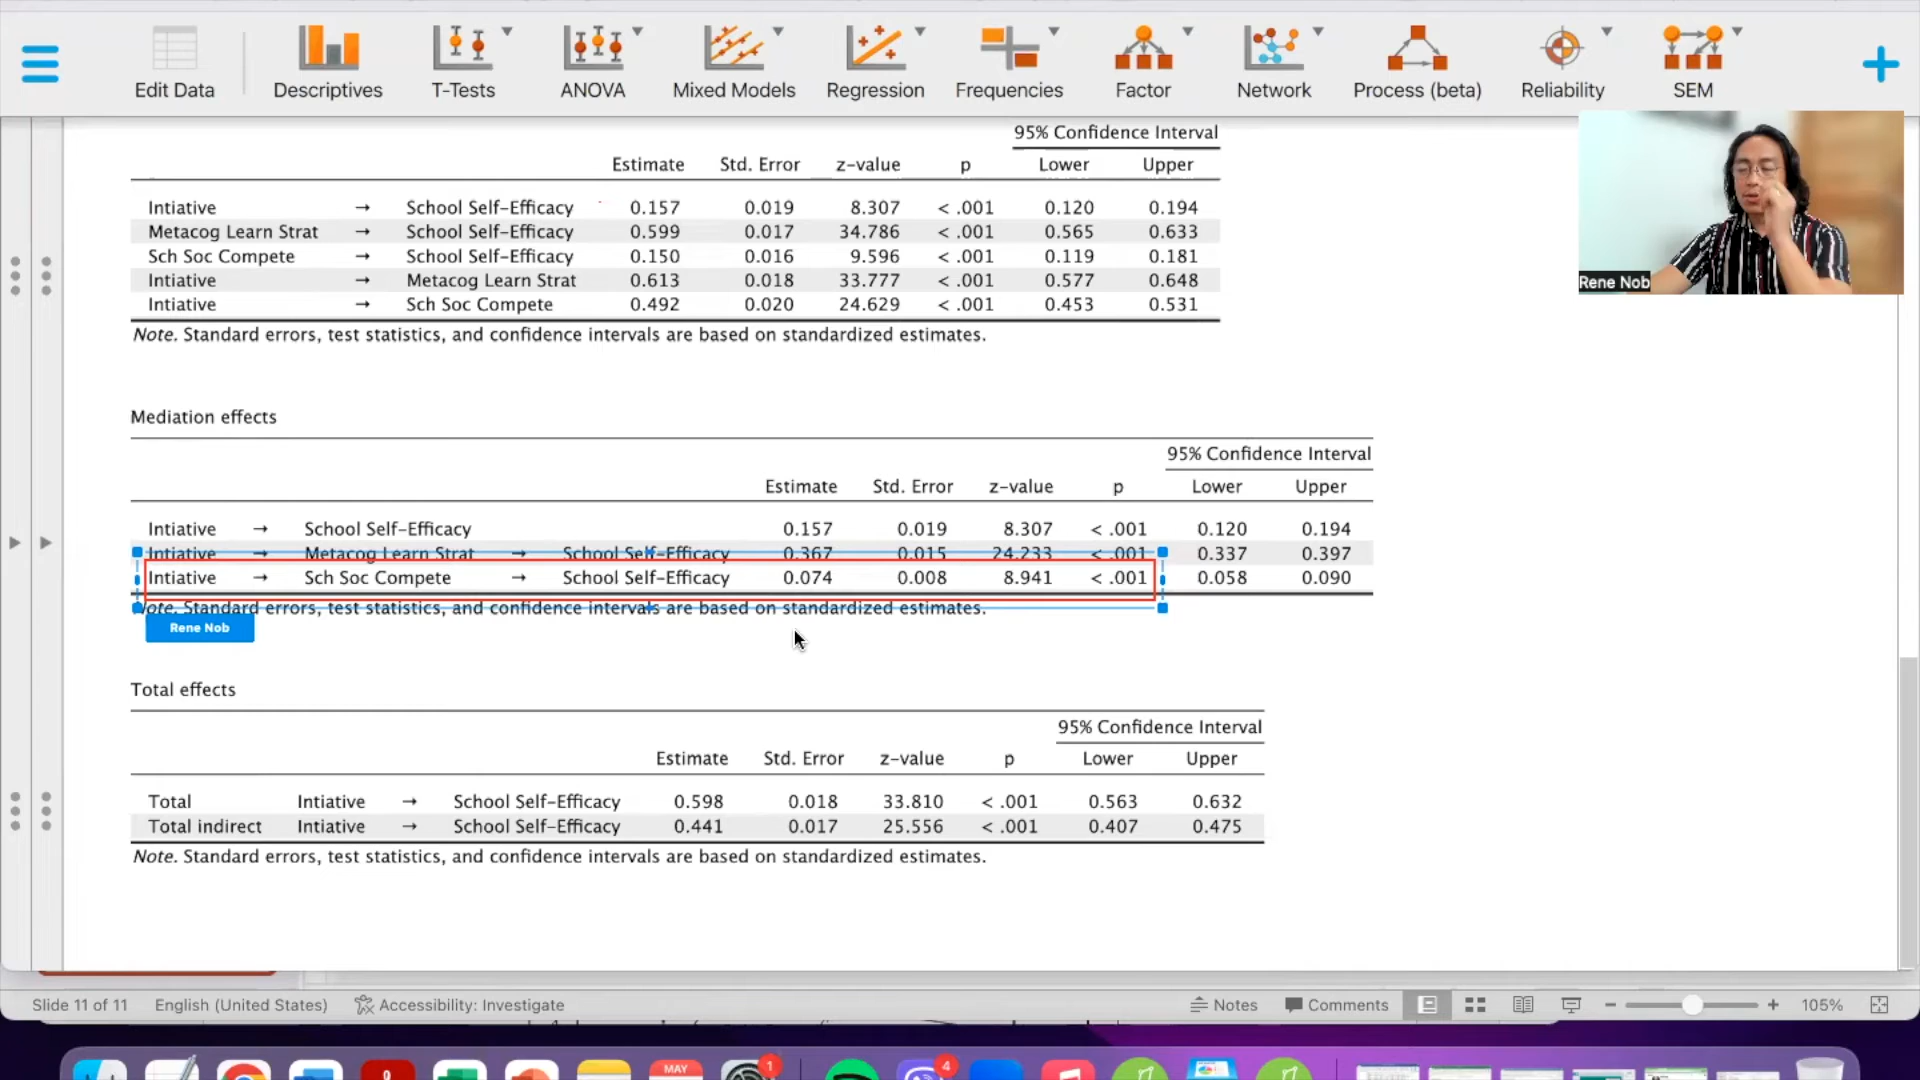 Edit Data Descriptives T-Tests ANOVA Mixed Models Regression Frequencies Factor Network Process (beta) Reliability SEM
Rene Nob
95% Confidence Interval
Estimate Std. Error z-value p Lower Upper
Intiative → School Self-Efficacy 0.157 0.019 8.307 < .001 0.120 0.194
Metacog Learn Strat → School Self-Efficacy 0.599 0.017 34.786 < .001 0.565 0.633
Sch Soc Compete → School Self-Efficacy 0.150 0.016 9.596 < .001 0.119 0.181
Intiative → Metacog Learn Strat 0.613 0.018 33.777 < .001 0.577 0.648
Intiative → Sch Soc Compete 0.492 0.020 24.629 < .001 0.453 0.531
Note. Standard errors, test statistics, and confidence intervals are based on standardized estimates.
Mediation effects
95% Confidence Interval
Estimate Std. Error z-value p Lower Upper
Intiative → School Self-Efficacy 0.157 0.019 8.307 < .001 0.120 0.194
Intiative → Metacog Learn Strat → School Self-Efficacy 0.367 0.015 24.233 < .001 0.337 0.397
Intiative → Sch Soc Compete → School Self-Efficacy 0.074 0.008 8.941 < .001 0.058 0.090
Note. Standard errors, test statistics, and confidence intervals are based on standardized estimates.
Rene Nob
Total effects
95% Confidence Interval
Estimate Std. Error z-value p Lower Upper
Total Intiative → School Self-Efficacy 0.598 0.018 33.810 < .001 0.563 0.632
Total indirect Intiative → School Self-Efficacy 0.441 0.017 25.556 < .001 0.407 0.475
Note. Standard errors, test statistics, and confidence intervals are based on standardized estimates.
Slide 11 of 11 English (United States) Accessibility: Investigate Notes Comments 105%
MAY 1 4